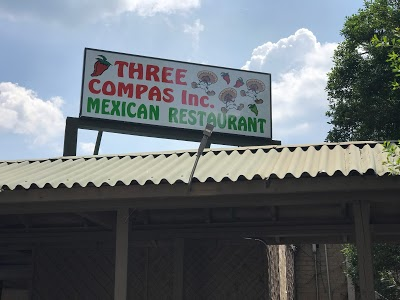 THREE
COMPAS Inc.
MEXICAN RESTAURANT